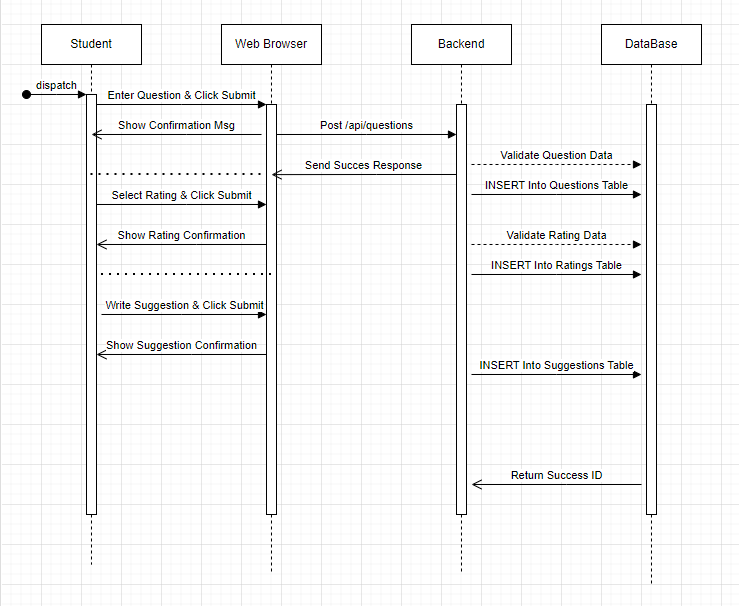 Student
Web Browser
Backend
DataBase
dispatch
Enter Question & Click Submit
Show Confirmation Msg
Post /api/questions
Validate Question Data
Send Succes Response
Select Rating & Click Submit
INSERT Into Questions Table
Show Rating Confirmation
Validate Rating Data
INSERT Into Ratings Table
Write Suggestion & Click Submit
Show Suggestion Confirmation
INSERT Into Suggestions Table
Return Success ID